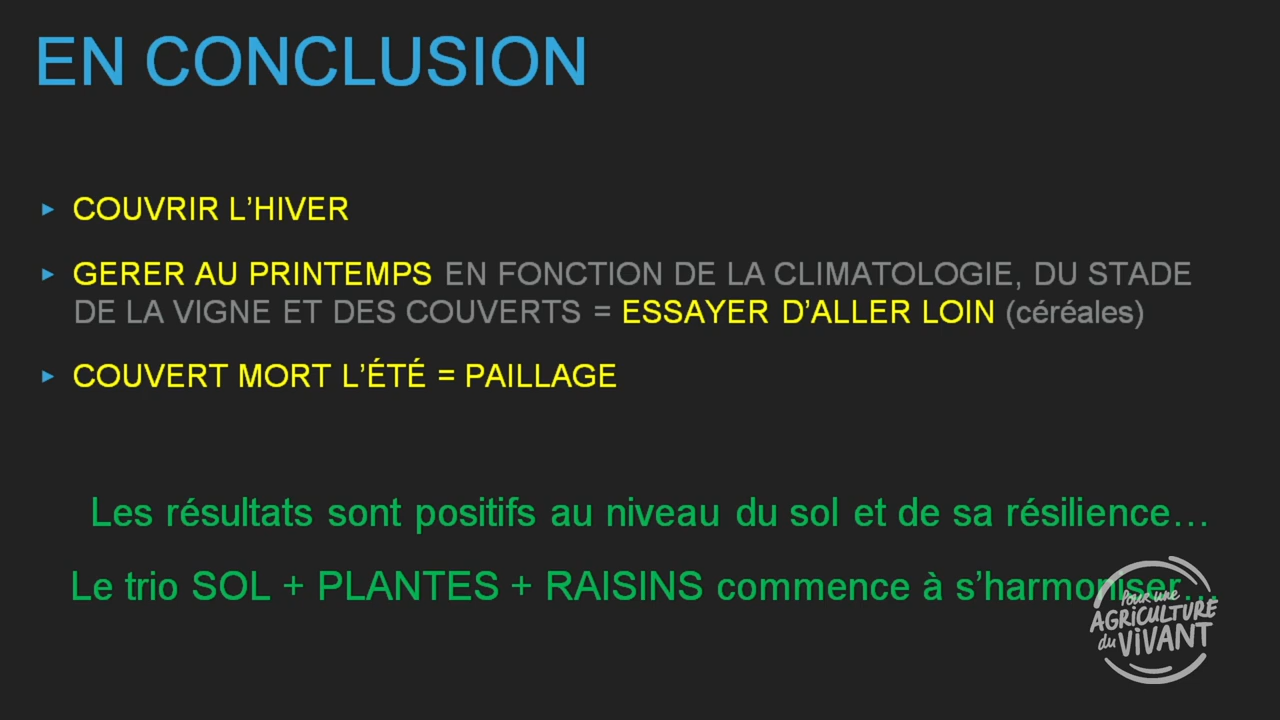 EN CONCLUSION
▸ COUVRIR L’HIVER
▸ GERER AU PRINTEMPS EN FONCTION DE LA CLIMATOLOGIE, DU STADE
DE LA VIGNE ET DES COUVERTS = ESSAYER D’ALLER LOIN (céréales)
▸ COUVERT MORT L’ÉTÉ = PAILLAGE
Les résultats sont positifs au niveau du sol et de sa résilience…
Le trio SOL + PLANTES + RAISINS commence à s’harmoniser…
Pour une
AGRICULTURE
du VIVANT